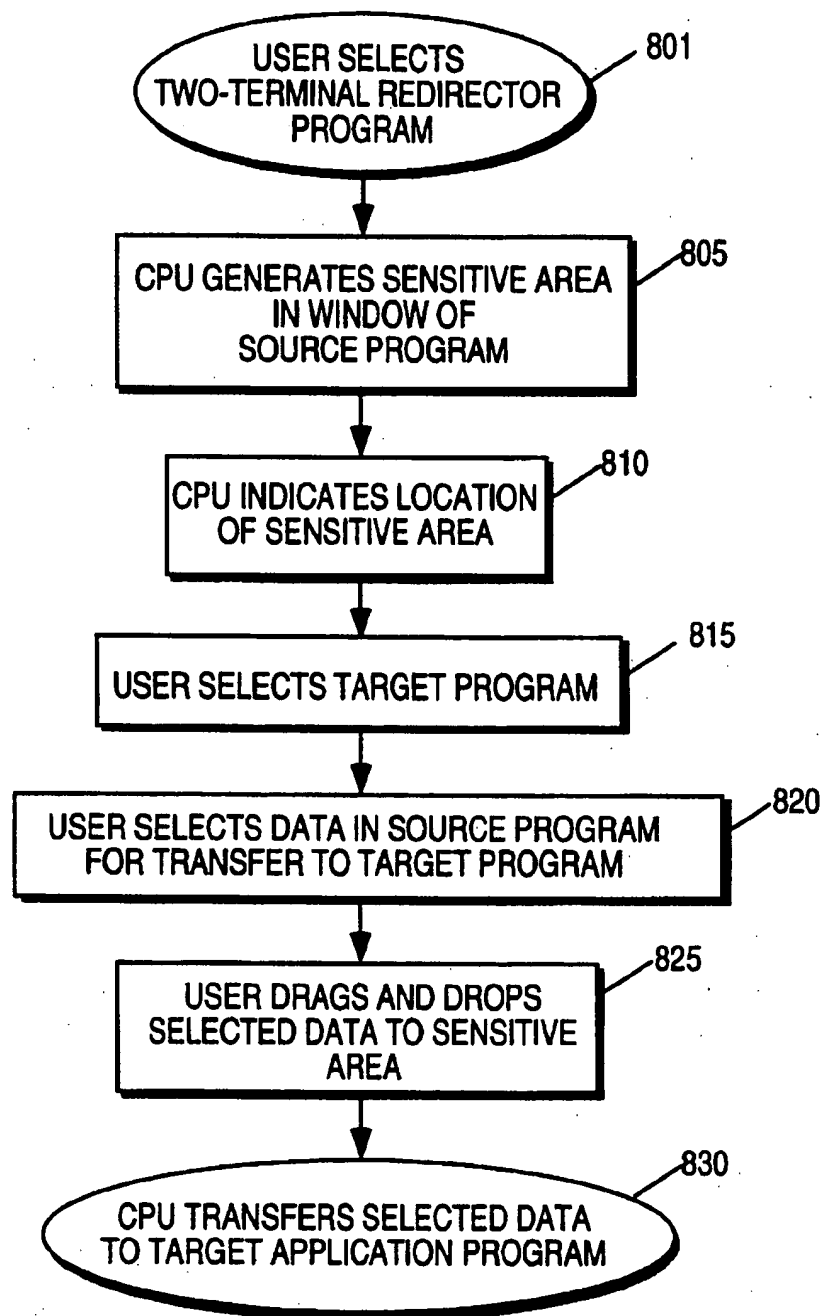 USER SELECTS
TWO-TERMINAL REDIRECTOR
PROGRAM
801
CPU GENERATES SENSITIVE AREA
IN WINDOW OF
SOURCE PROGRAM
805
CPU INDICATES LOCATION
OF SENSITIVE AREA
810
USER SELECTS TARGET PROGRAM
815
USER SELECTS DATA IN SOURCE PROGRAM
FOR TRANSFER TO TARGET PROGRAM
820
USER DRAGS AND DROPS
SELECTED DATA TO SENSITIVE
AREA
825
CPU TRANSFERS SELECTED DATA
TO TARGET APPLICATION PROGRAM
830